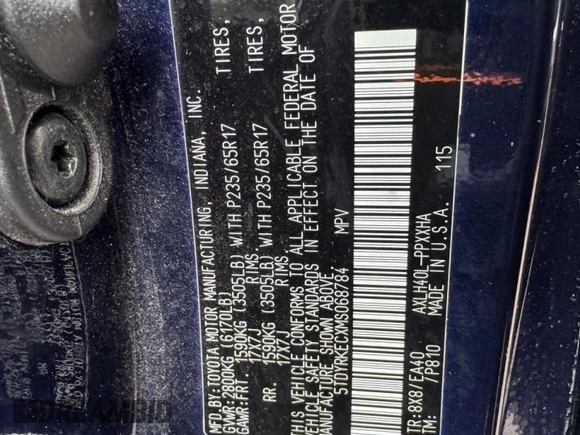 MFD.BY:TOYOTA MOTOR MANUFACTURING, INDIANA, INC.
GVWR:2800KG (6170LB)
GAWR:FRT. 1590KG (3505LB) WITH P235/65R17 TIRES,
17X7J RIMS
RR. 1590KG (3505LB) WITH P235/65R17 TIRES,
17X7J RIMS
THIS VEHICLE CONFORMS TO ALL APPLICABLE FEDERAL MOTOR
VEHICLE SAFETY STANDARDS IN EFFECT ON THE DATE OF
MANUFACTURE SHOWN ABOVE.
5TDYRKECXMS068784 MPV
C/TR:8X8/EA40 AXLH40L-PPXXHA 115
/TM: /P810 MADE IN U.S.A.